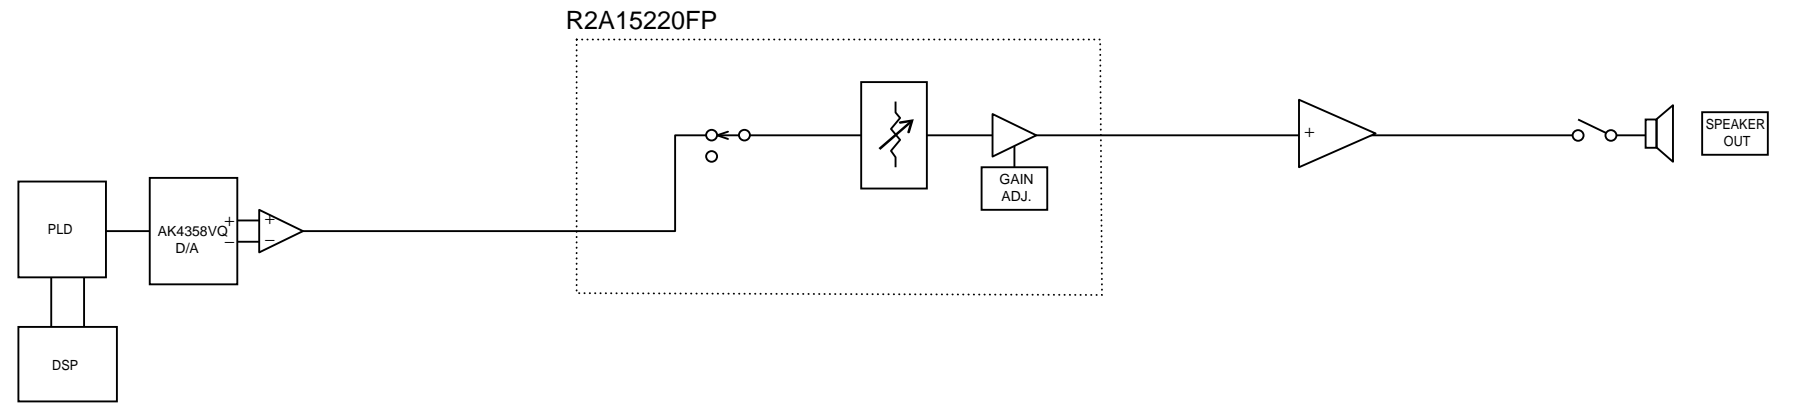 R2A15220FP
SPEAKER
OUT
+
GAIN
ADJ.
PLD
AK4358VQ
D/A
+
−
+
−
DSP